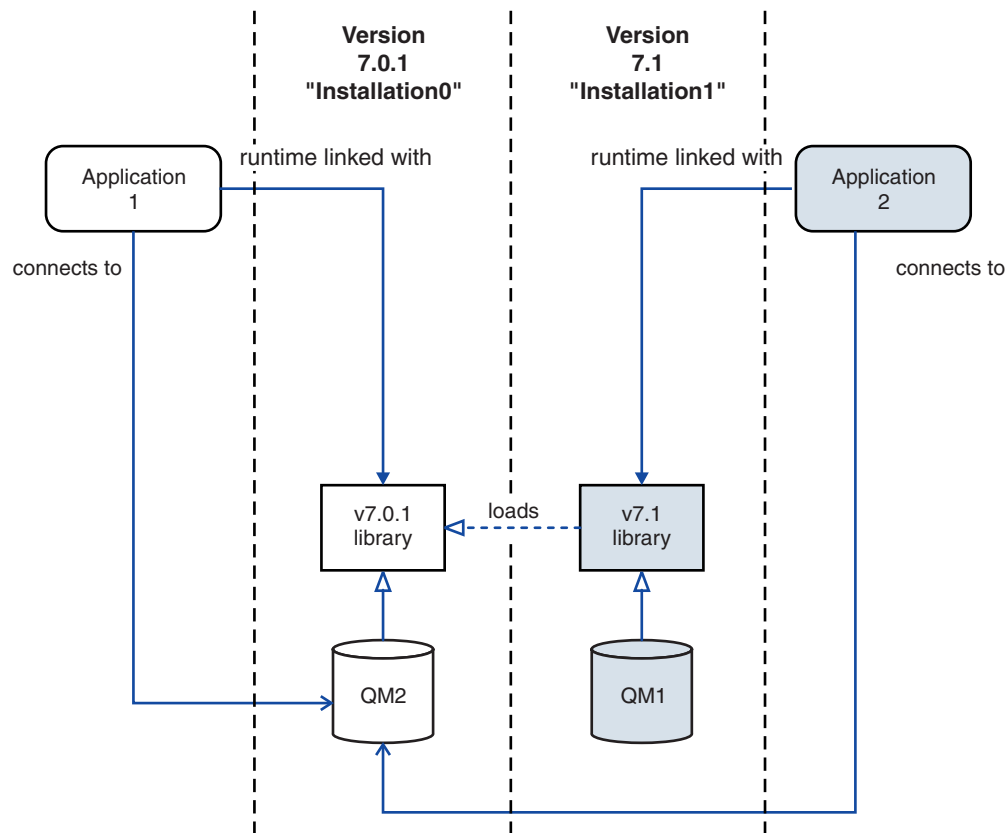 Version
7.0.1
"Installation0"
Version
7.1
"Installation1"
runtime linked with
runtime linked with
Application
1
Application
2
connects to
connects to
v7.0.1
library
loads
v7.1
library
QM2
QM1